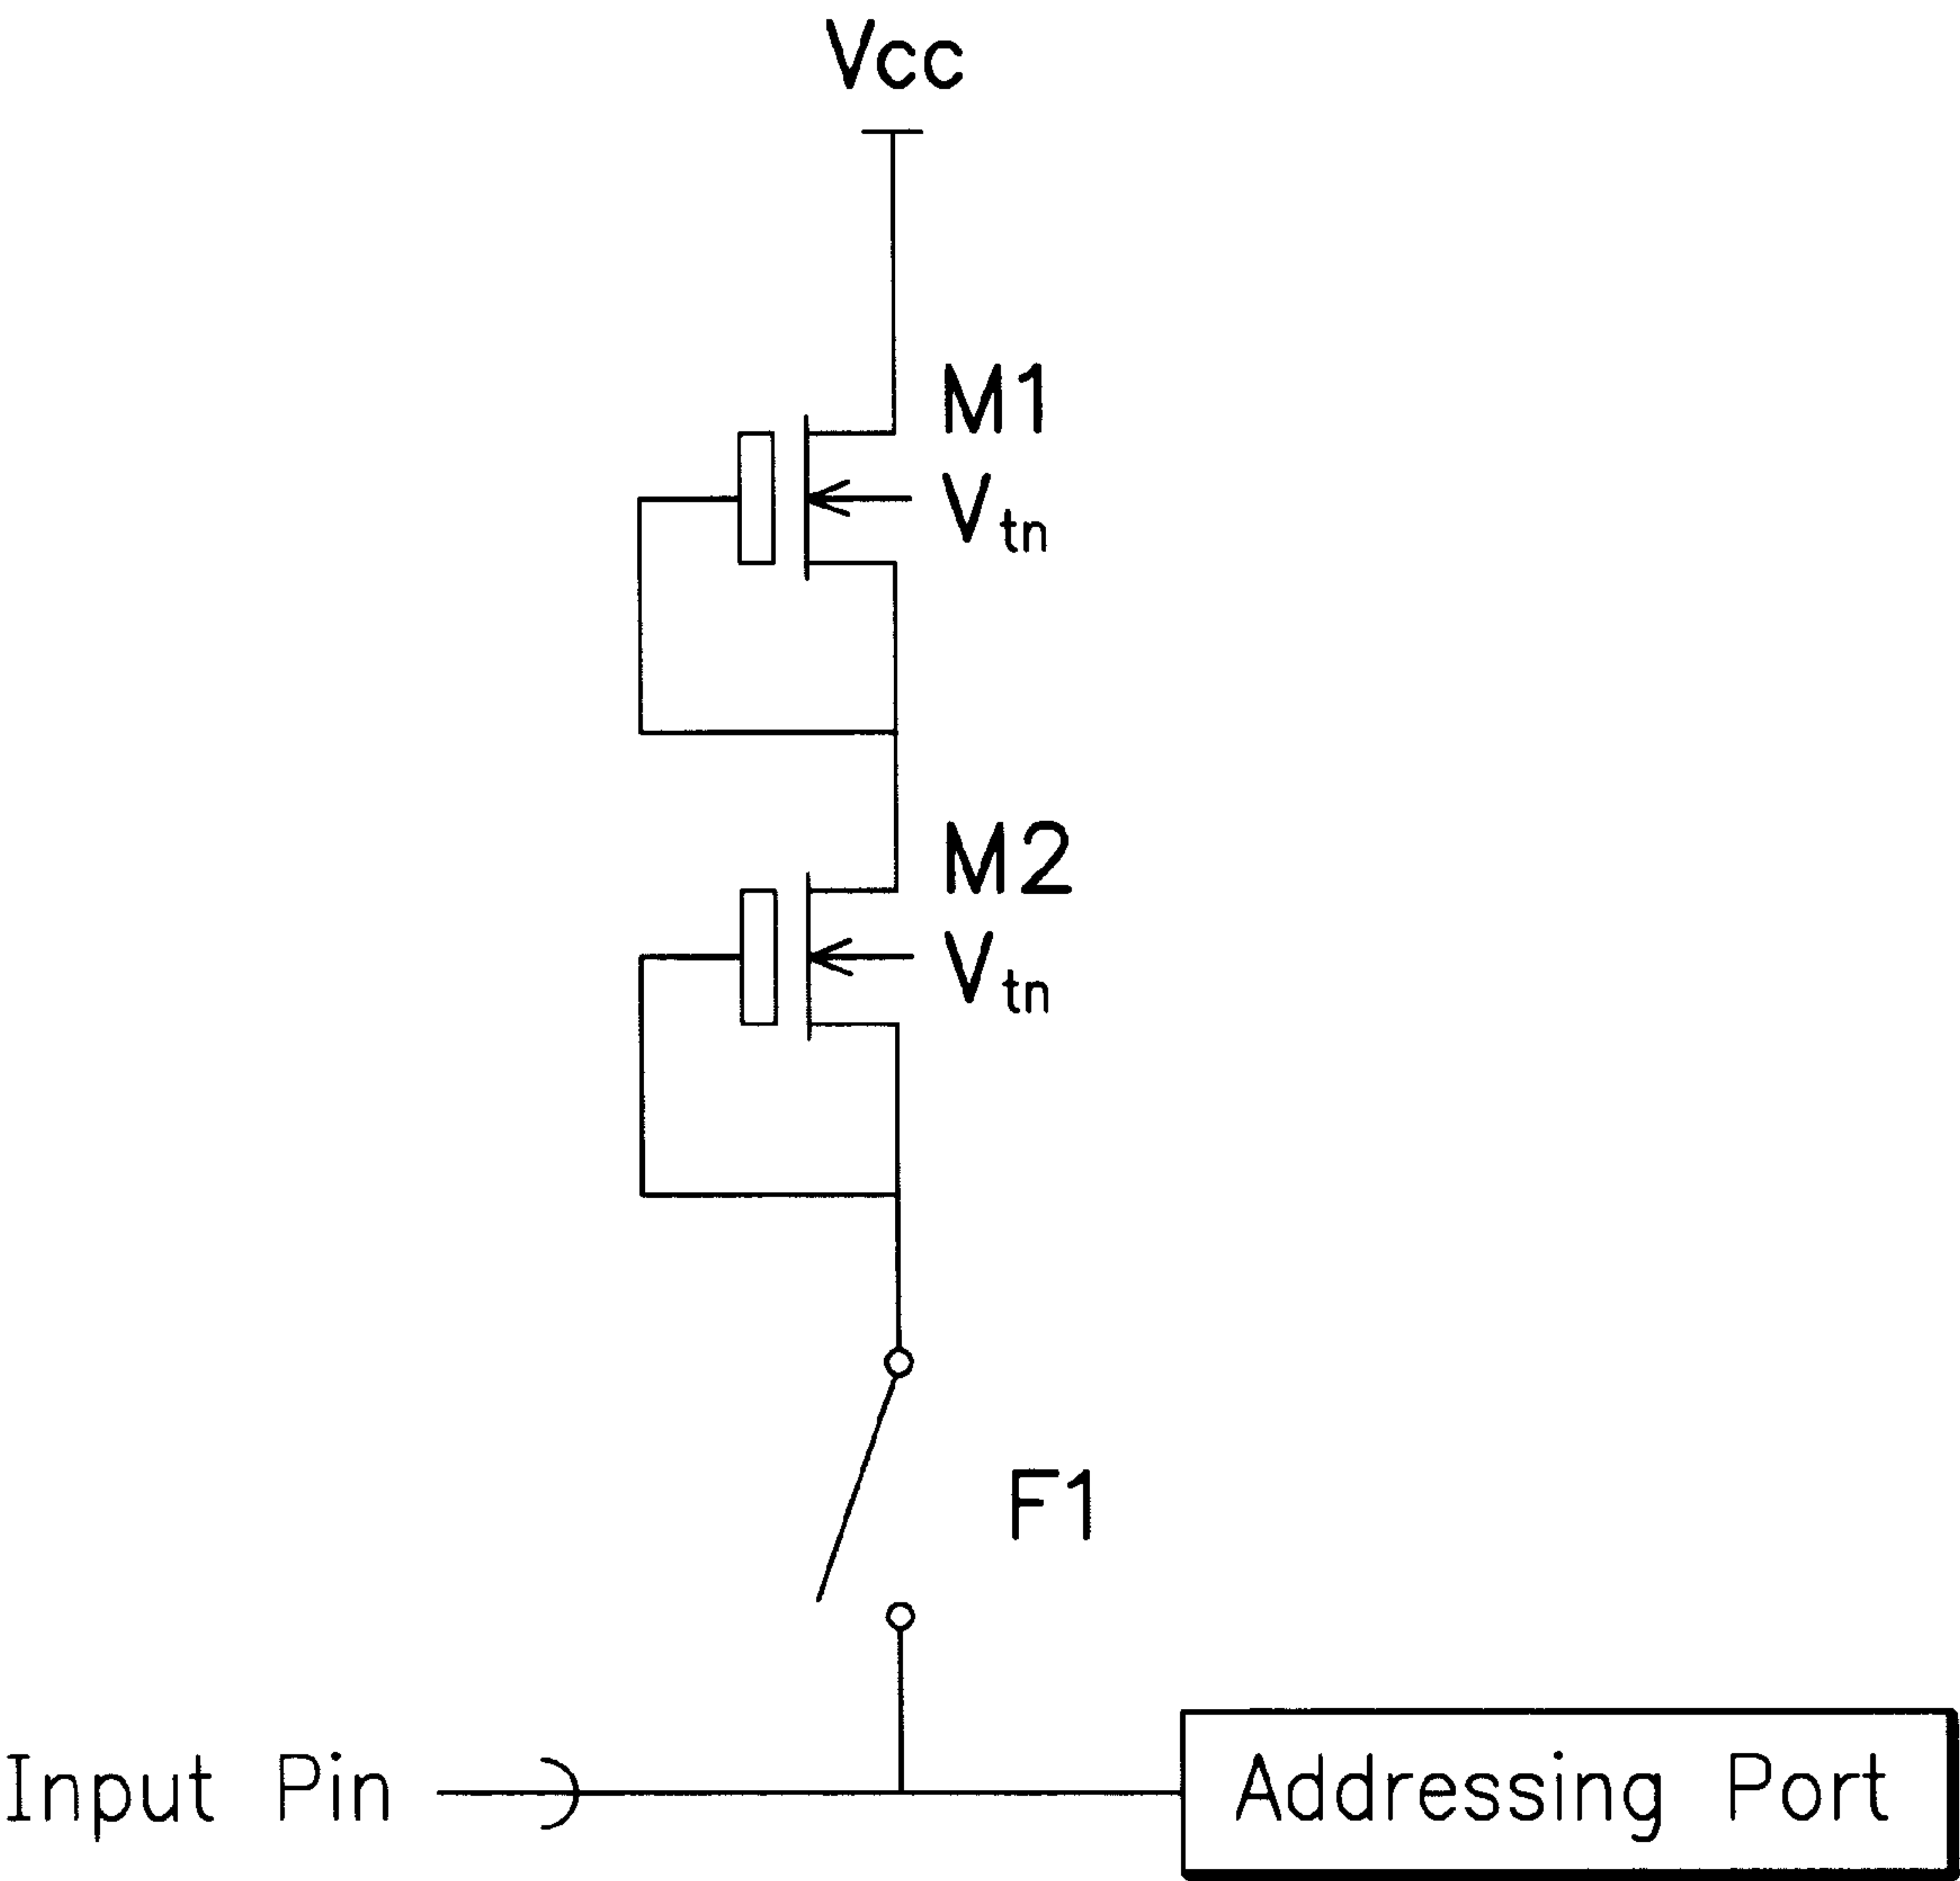 Vcc
M1
Vtn
M2
Vtn
F1
Input Pin
Addressing Port